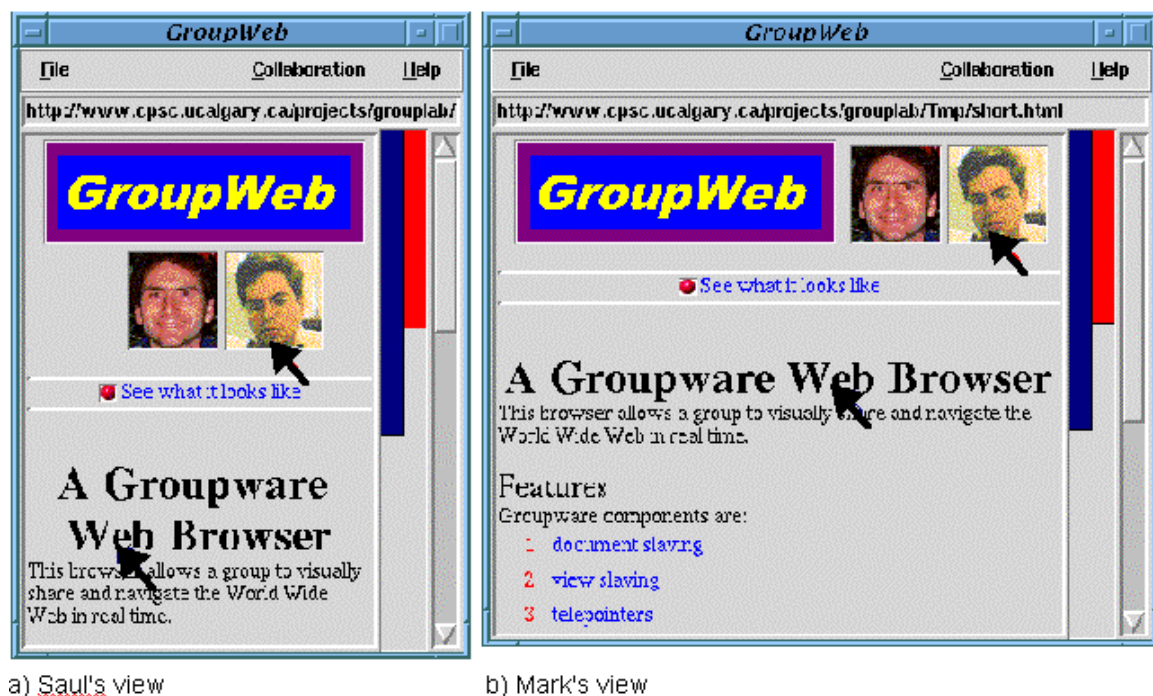 GroupWeb
File Collaboration Help
http://www.cpsc.ucalgary.ca/projects/grouplab/
GroupWeb
See what it looks like
A Groupware
Web Browser
This browser allows a group to visually
share and navigate the World Wide
Web in real time.
a) Saul's view
GroupWeb
File Collaboration Help
http://www.cpsc.ucalgary.ca/projects/grouplab/Tmp/short.html
GroupWeb
See what it looks like
A Groupware Web Browser
This browser allows a group to visually share and navigate the
World Wide Web in real time.
Features
Groupware components are:
1 document slaving
2 view slaving
3 telepointers
b) Mark's view